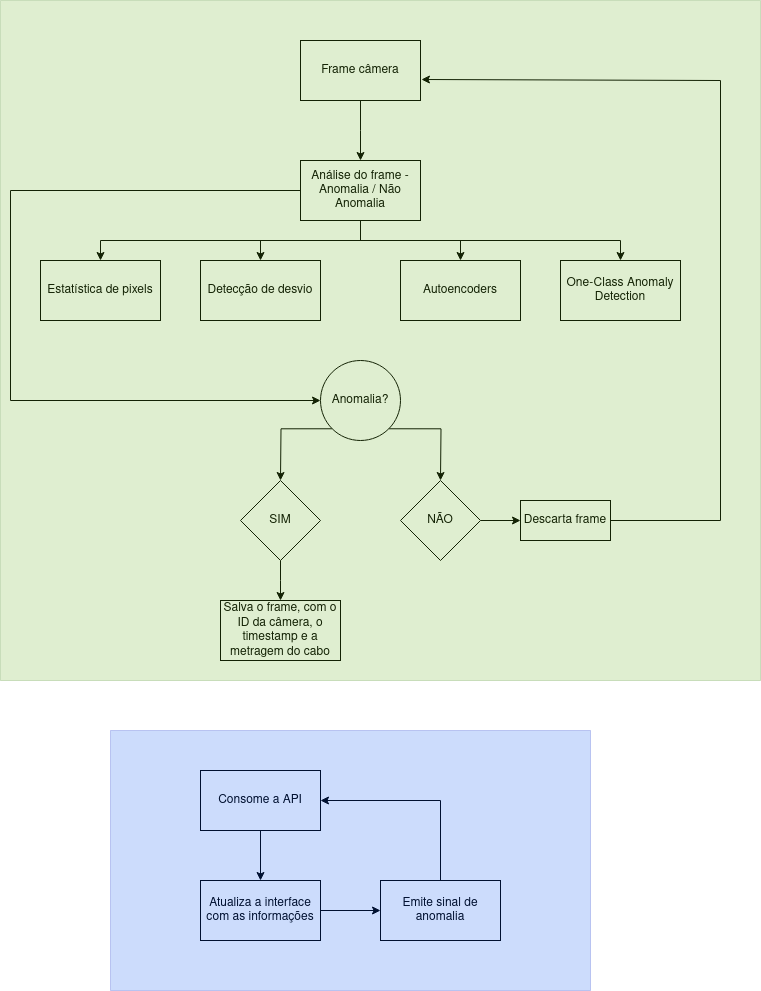 Frame câmera
Análise do frame -
Anomalia / Não
Anomalia
Estatística de pixels
Detecção de desvio
Autoencoders
One-Class Anomaly
Detection
Anomalia?
SIM
NÃO
Descarta frame
Salva o frame, com o
ID da câmera, o
timestamp e a
metragem do cabo
Consome a API
Atualiza a interface
com as informações
Emite sinal de
anomalia